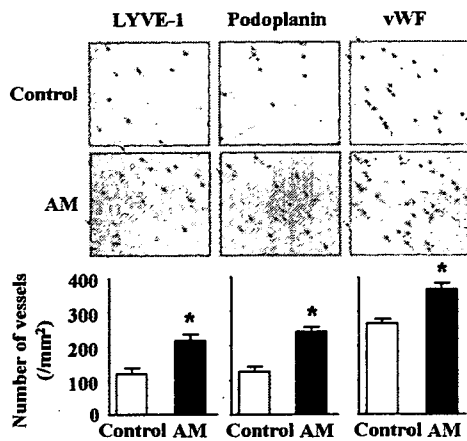 LYVE-1 Podoplanin vWF
Control
AM
Number of vessels
(/mm²)
400
300
200
100
0
* * *
Control AM Control AM Control AM